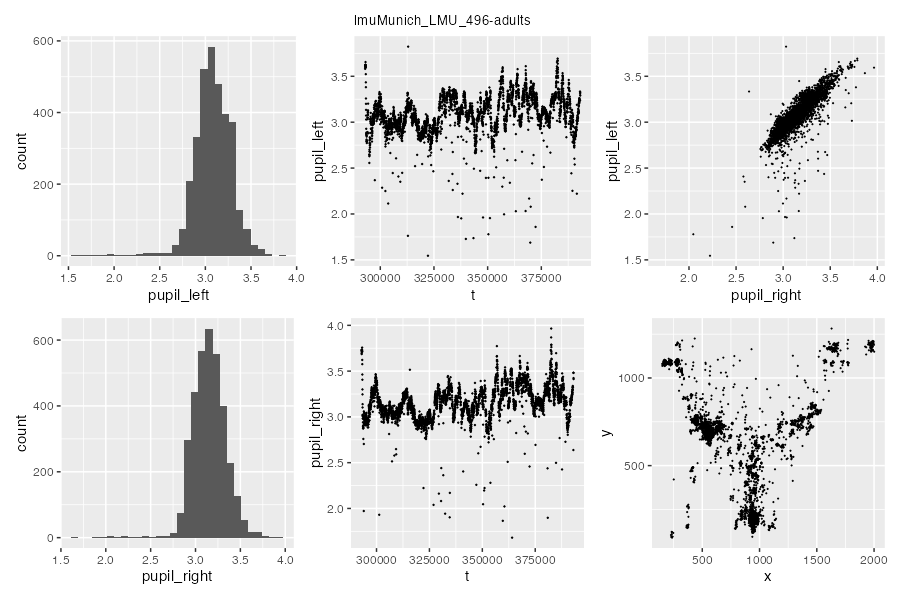 lmuMunich_LMU_496-adults
600
400
200
0
count
1.5 2.0 2.5 3.0 3.5 4.0
pupil_left
3.5
3.0
2.5
2.0
1.5
pupil_left
300000 325000 350000 375000
t
3.5
3.0
2.5
2.0
1.5
pupil_left
2.0 2.5 3.0 3.5 4.0
pupil_right
600
400
200
0
count
1.5 2.0 2.5 3.0 3.5 4.0
pupil_right
4.0
3.5
3.0
2.5
2.0
pupil_right
300000 325000 350000 375000
t
1000
500
y
500 1000 1500 2000
x